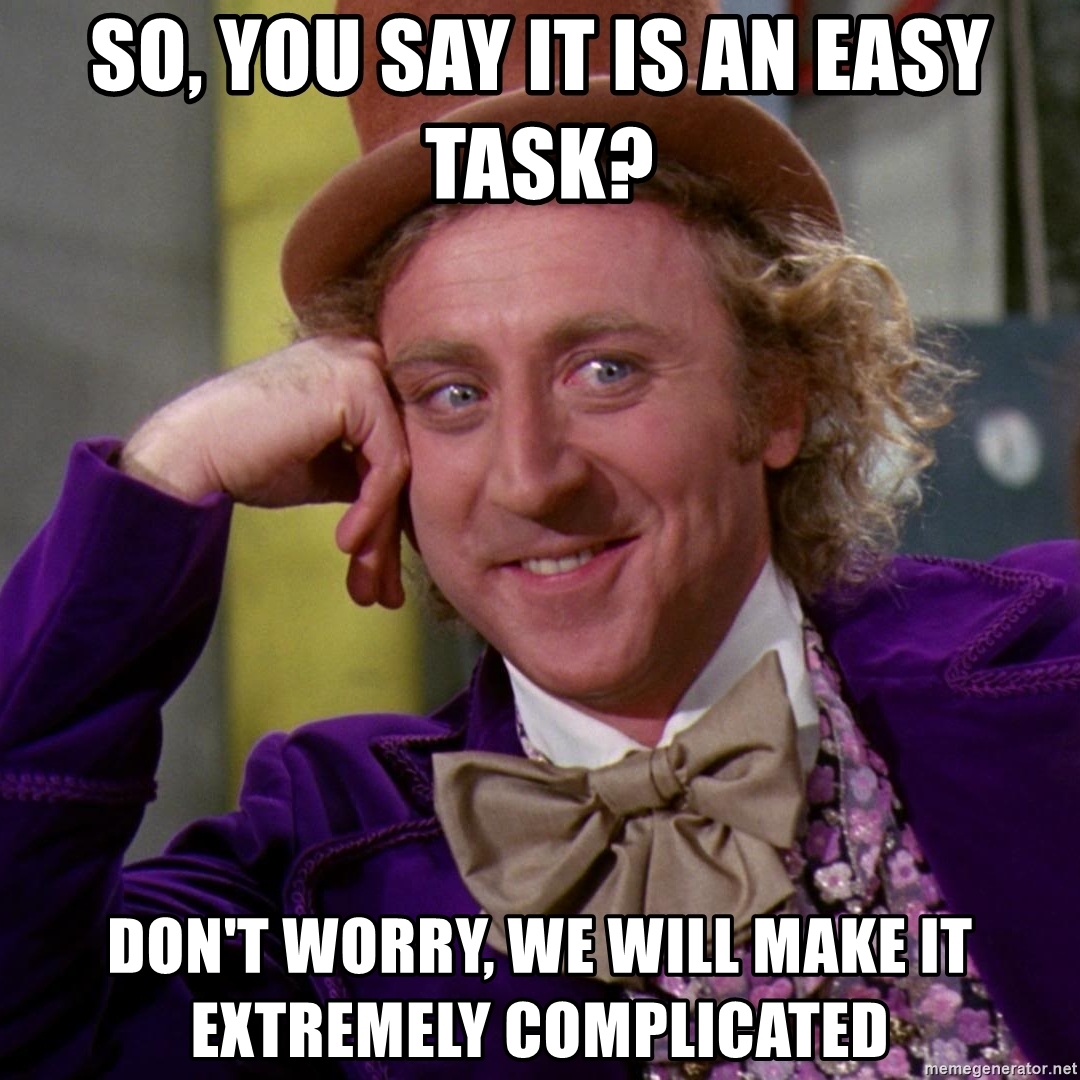 SO, YOU SAY IT IS AN EASY
TASK?
DON'T WORRY, WE WILL MAKE IT
EXTREMELY COMPLICATED
memegenerator.net